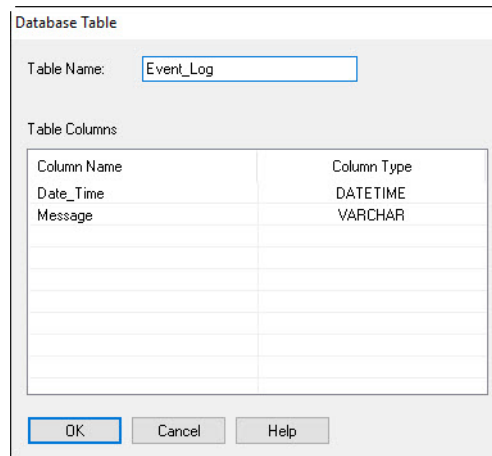 Database Table
Table Name: Event_Log
Table Columns
Column Name Column Type
Date_Time DATETIME
Message VARCHAR
OK Cancel Help